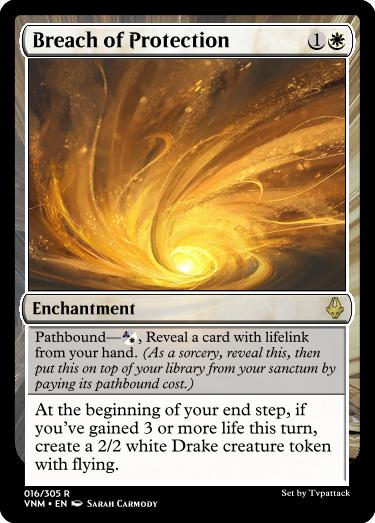 Breach of Protection 1
Enchantment
Pathbound—, Reveal a card with lifelink
from your hand. (As a sorcery, reveal this, then
put this on top of your library from your sanctum by
paying its pathbound cost.)
At the beginning of your end step, if
you've gained 3 or more life this turn,
create a 2/2 white Drake creature token
with flying.
016/305 R
VNM • EN Sarah Carmody
Set by Tvpattack